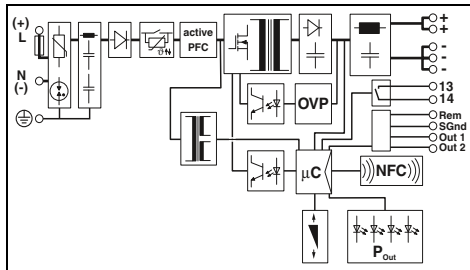 (+)
L
N
(-)
ϑ
active
PFC
OVP
μC
NFC
P Out
+
+
-
-
-
13
14
Rem
SGnd
Out 1
Out 2